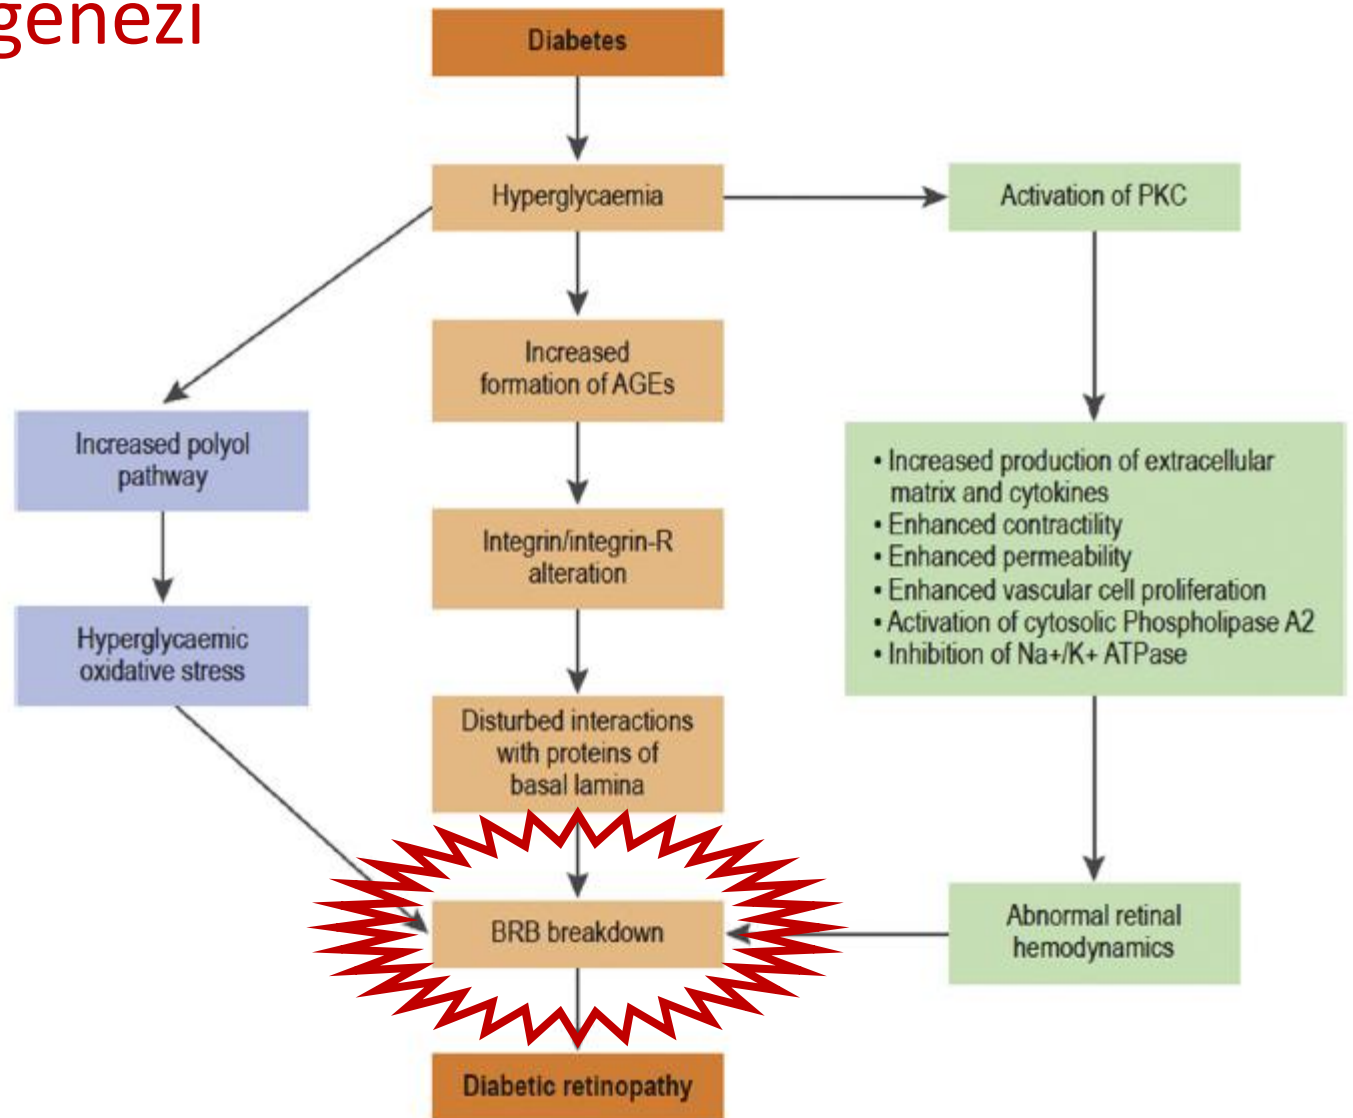 genezi
Diabetes
Hyperglycaemia
Activation of PKC
Increased
formation of AGEs
Increased polyol
pathway
• Increased production of extracellular
matrix and cytokines
• Enhanced contractility
• Enhanced permeability
• Enhanced vascular cell proliferation
• Activation of cytosolic Phospholipase A2
• Inhibition of Na+/K+ ATPase
Integrin/integrin-R
alteration
Hyperglycaemic
oxidative stress
Disturbed interactions
with proteins of
basal lamina
BRB breakdown
Abnormal retinal
hemodynamics
Diabetic retinopathy